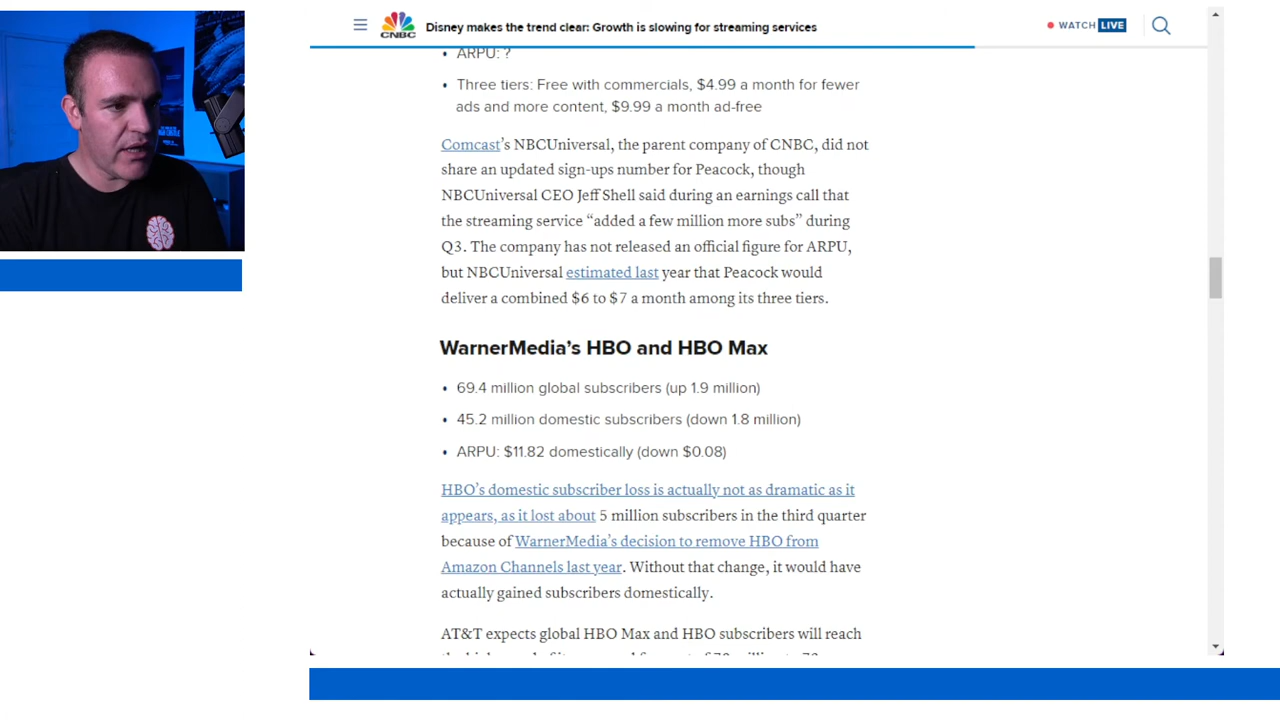 Disney makes the trend clear: Growth is slowing for streaming services
WATCH LIVE
CNBC
• ARPU: ?
• Three tiers: Free with commercials, $4.99 a month for fewer
ads and more content, $9.99 a month ad-free
Comcast’s NBCUniversal, the parent company of CNBC, did not
share an updated sign-ups number for Peacock, though
NBCUniversal CEO Jeff Shell said during an earnings call that
the streaming service “added a few million more subs” during
Q3. The company has not released an official figure for ARPU,
but NBCUniversal estimated last year that Peacock would
deliver a combined $6 to $7 a month among its three tiers.
WarnerMedia’s HBO and HBO Max
• 69.4 million global subscribers (up 1.9 million)
• 45.2 million domestic subscribers (down 1.8 million)
• ARPU: $11.82 domestically (down $0.08)
HBO’s domestic subscriber loss is actually not as dramatic as it
appears, as it lost about 5 million subscribers in the third quarter
because of WarnerMedia’s decision to remove HBO from
Amazon Channels last year. Without that change, it would have
actually gained subscribers domestically.
AT&T expects global HBO Max and HBO subscribers will reach